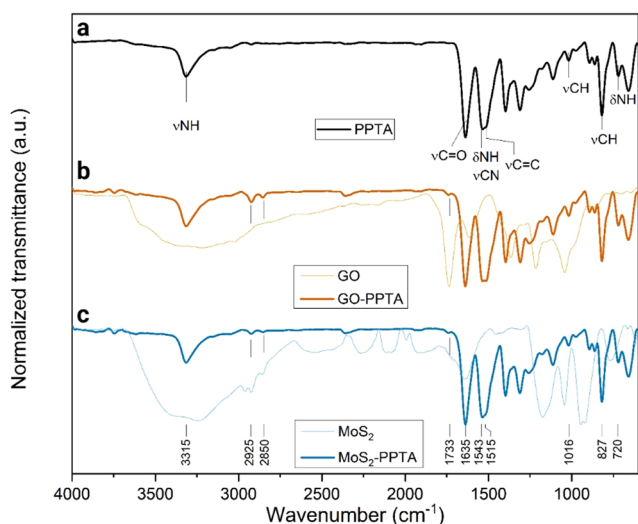 a
νNH
PPTA
νC=O
δNH
νCN
νC=C
νCH
νCH
δNH
b
GO
GO-PPTA
c
MoS2
MoS2-PPTA
3315
2925
2850
1733
1635
1543
1515
1016
827
720
4000
3500
3000
2500
2000
1500
1000
Wavenumber (cm-1)
Normalized transmittance (a.u.)